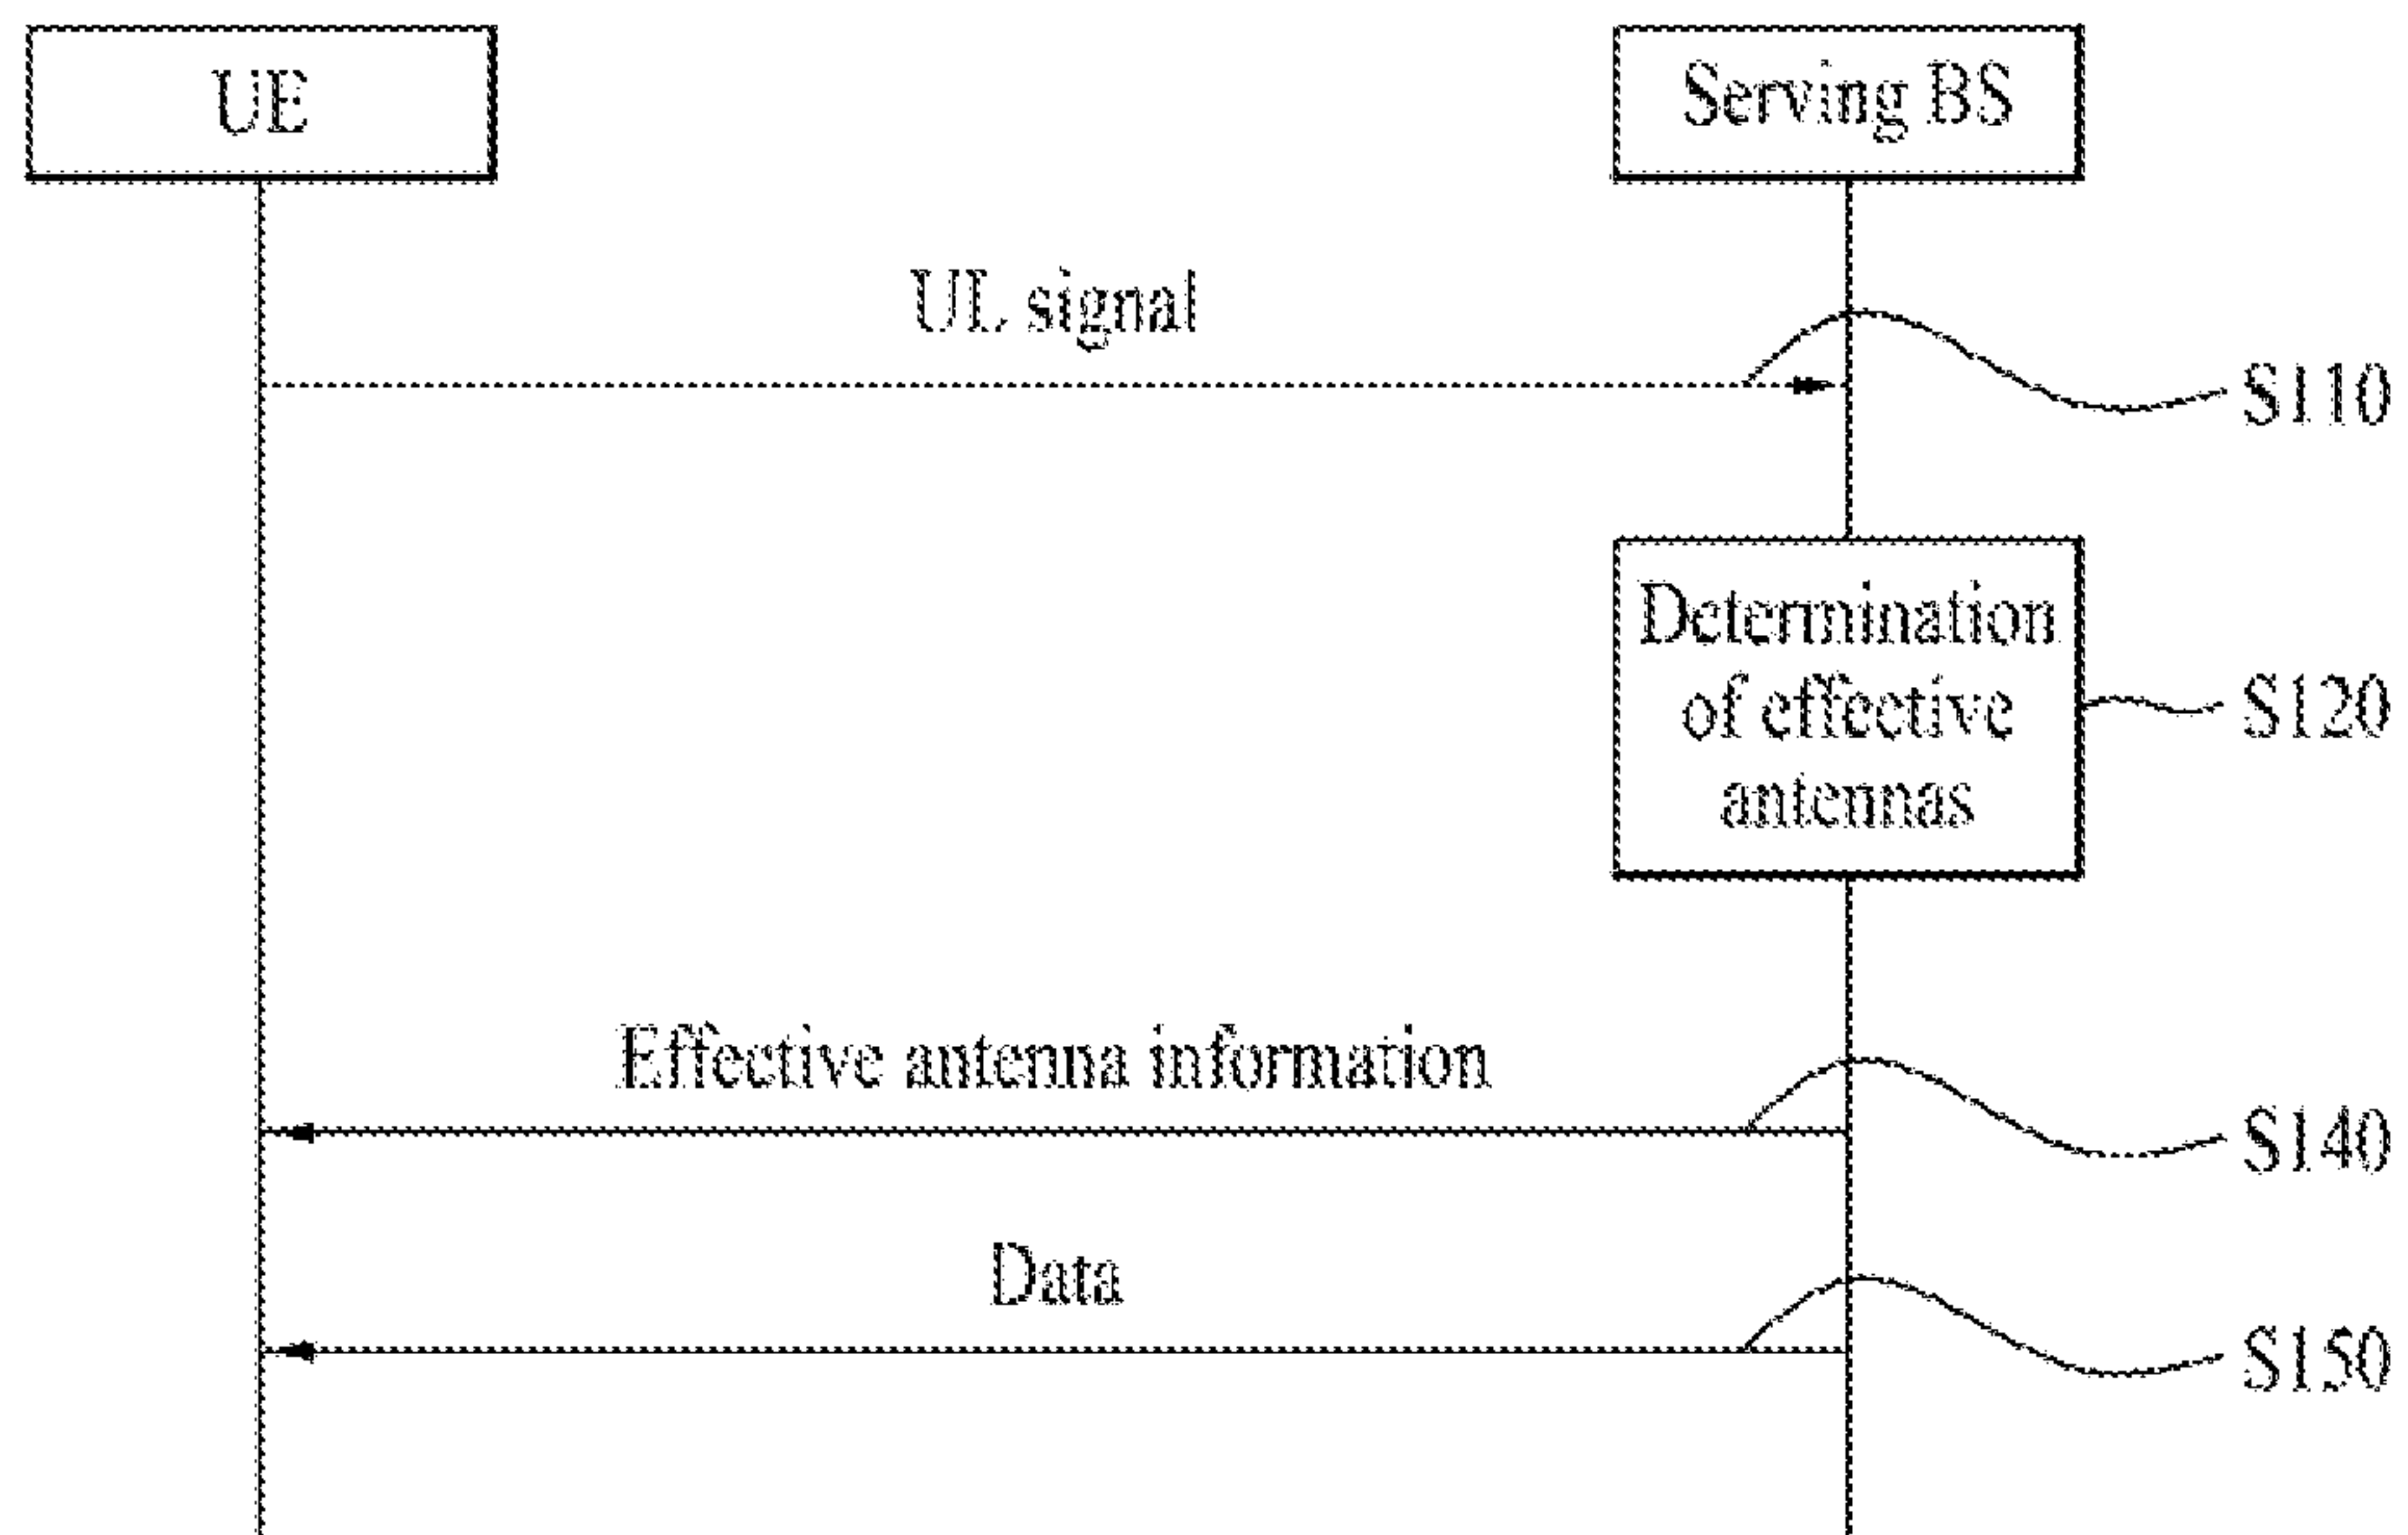 UE
Serving BS
UL signal
S110
Determination
of effective
antennas
S120
Effective antenna information
S140
Data
S150